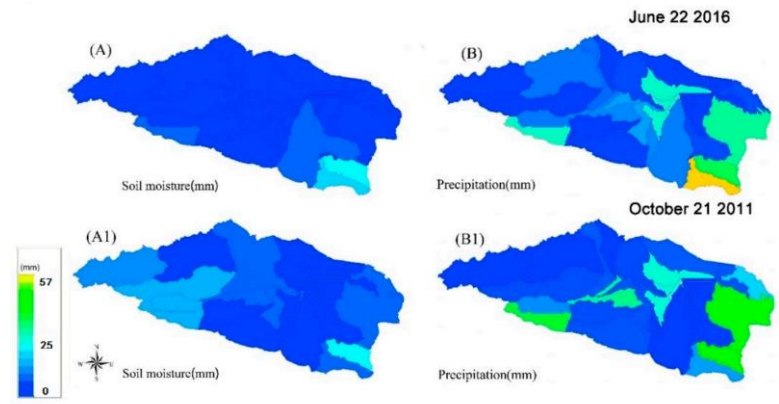 June 22 2016
(A)
(B)
Soil moisture(mm)
Precipitation(mm)
October 21 2011
(A1)
(B1)
(mm)
57
25
0
N
W
E
S
Soil moisture(mm)
Precipitation(mm)